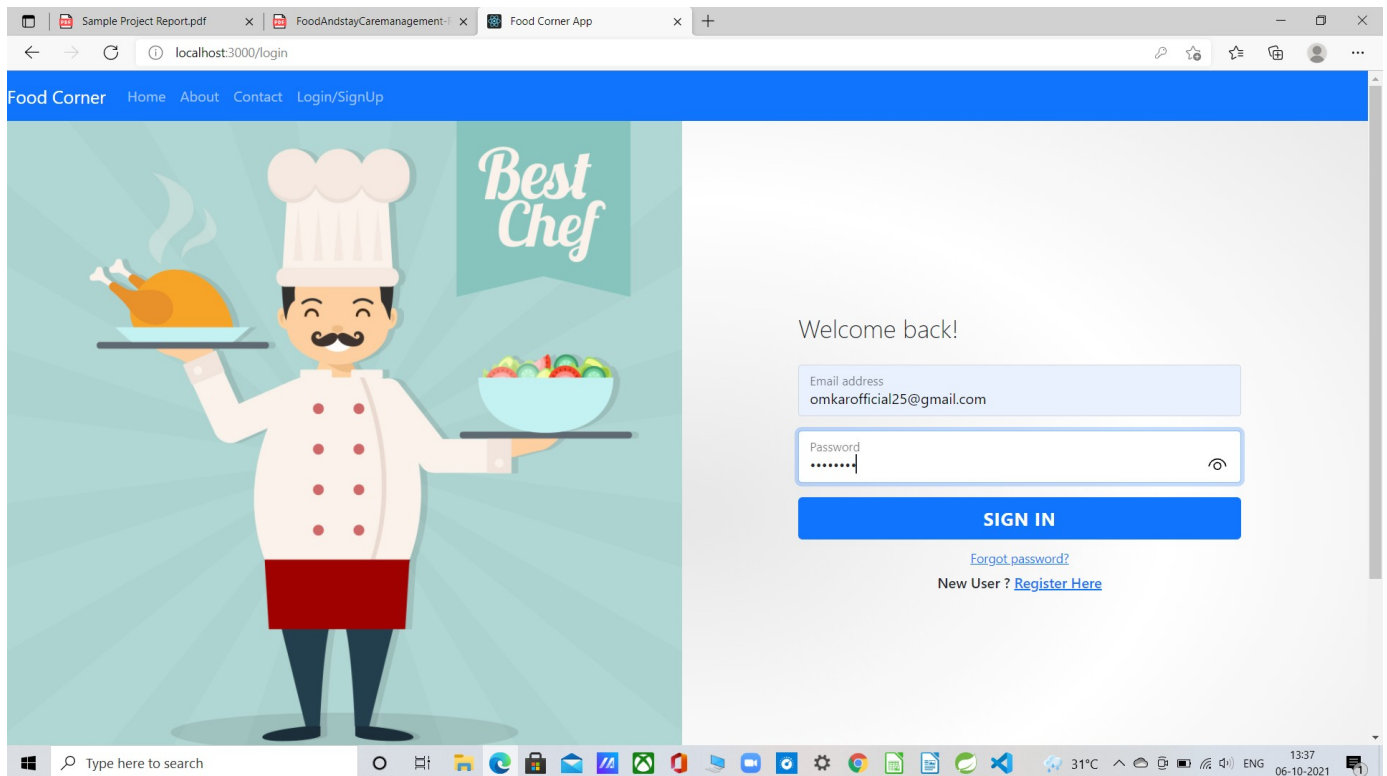 Sample Project Report.pdf
FoodAndstayCaremanagement-
Food Corner App
localhost:3000/login
Food Corner Home About Contact Login/SignUp
Best
Chef
Welcome back!
Email address
omkarofficial25@gmail.com
Password
••••••••
SIGN IN
Forgot password?
New User ? Register Here
Type here to search
31°C
ENG
13:37
06-10-2021